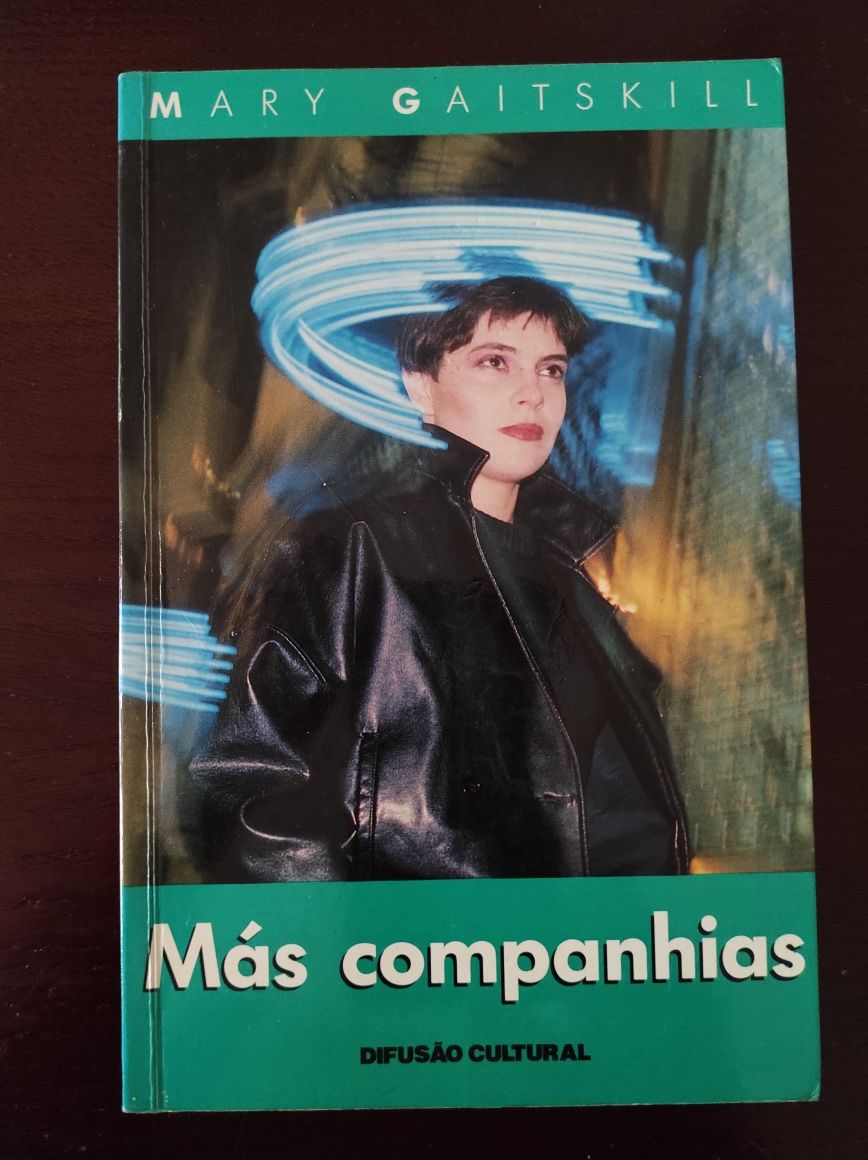 MARY GAITSKILL
Más companhias
DIFUSÃO CULTURAL